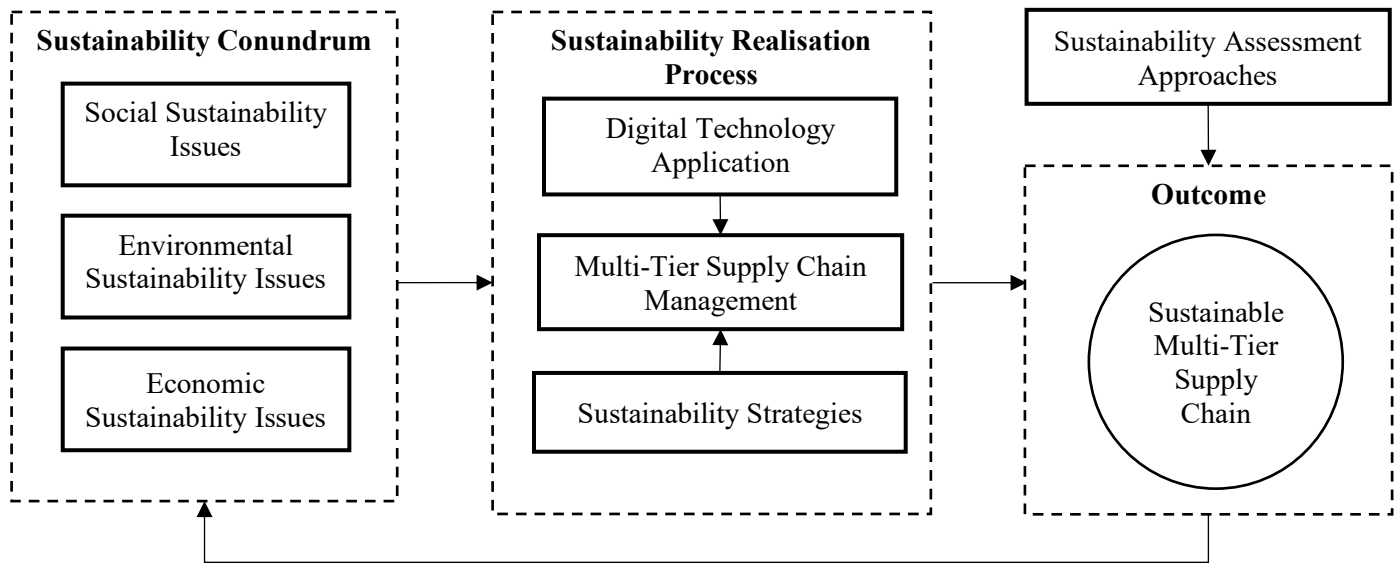 Sustainability Conundrum
Social Sustainability
Issues
Environmental
Sustainability Issues
Economic
Sustainability Issues
Sustainability Realisation
Process
Digital Technology
Application
Multi-Tier Supply Chain
Management
Sustainability Strategies
Sustainability Assessment
Approaches
Outcome
Sustainable
Multi-Tier
Supply
Chain